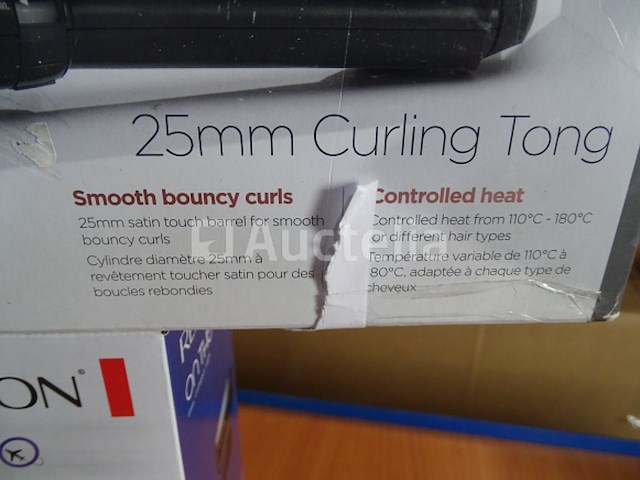 25mm Curling Tong
Smooth bouncy curls
25mm satin touch barrel for smooth
bouncy curls
Cylindre diamètre 25mm à
revêtement toucher satin pour des
boucles rebondies
Controlled heat
Controlled heat from 110°C - 180°C
or different hair types
Température variable de 110°C à
80°C, adaptée à chaque type de
cheveux
Auctelia
ON